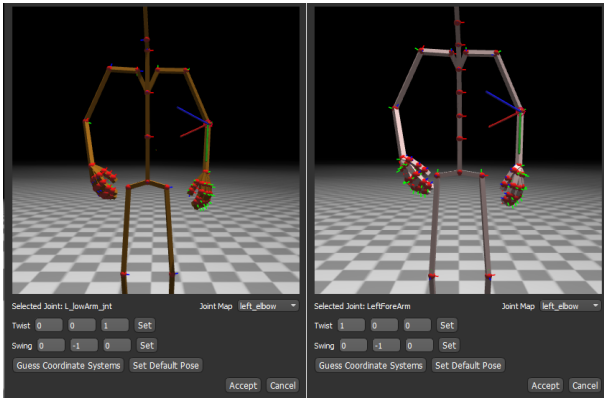 Selected Joint: L_lowArm_jnt Joint Map left_elbow
Twist 0 0 1 Set
Swing 0 -1 0 Set
Guess Coordinate Systems Set Default Pose
Accept Cancel
Selected Joint: LeftForeArm Joint Map left_elbow
Twist 1 0 0 Set
Swing 0 -1 0 Set
Guess Coordinate Systems Set Default Pose
Accept Cancel